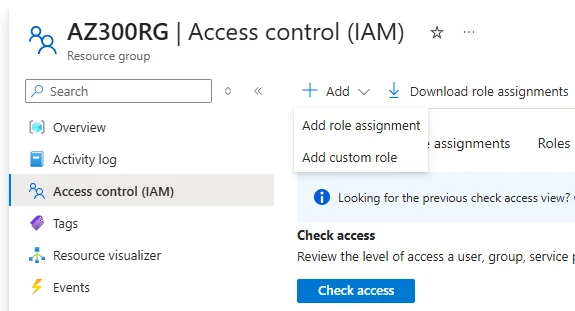 AZ300RG | Access control (IAM)
Resource group
Search
Add
Download role assignments
Add role assignment
Add custom role
assignments
Roles
Overview
Activity log
Access control (IAM)
Tags
Resource visualizer
Events
Looking for the previous check access view?
Check access
Review the level of access a user, group, service
Check access